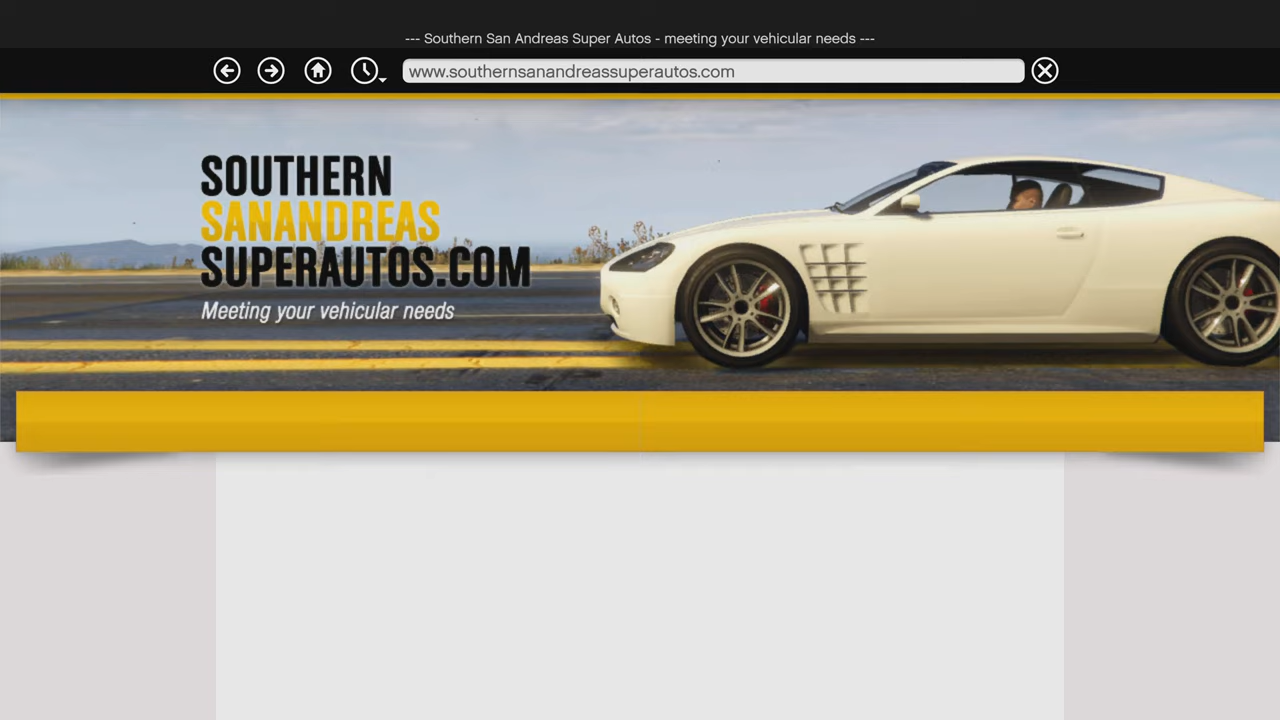 --- Southern San Andreas Super Autos - meeting your vehicular needs ---
www.southernsanandreassuperautos.com
SOUTHERN
SANANDREAS
SUPERAUTOS.COM
Meeting your vehicular needs